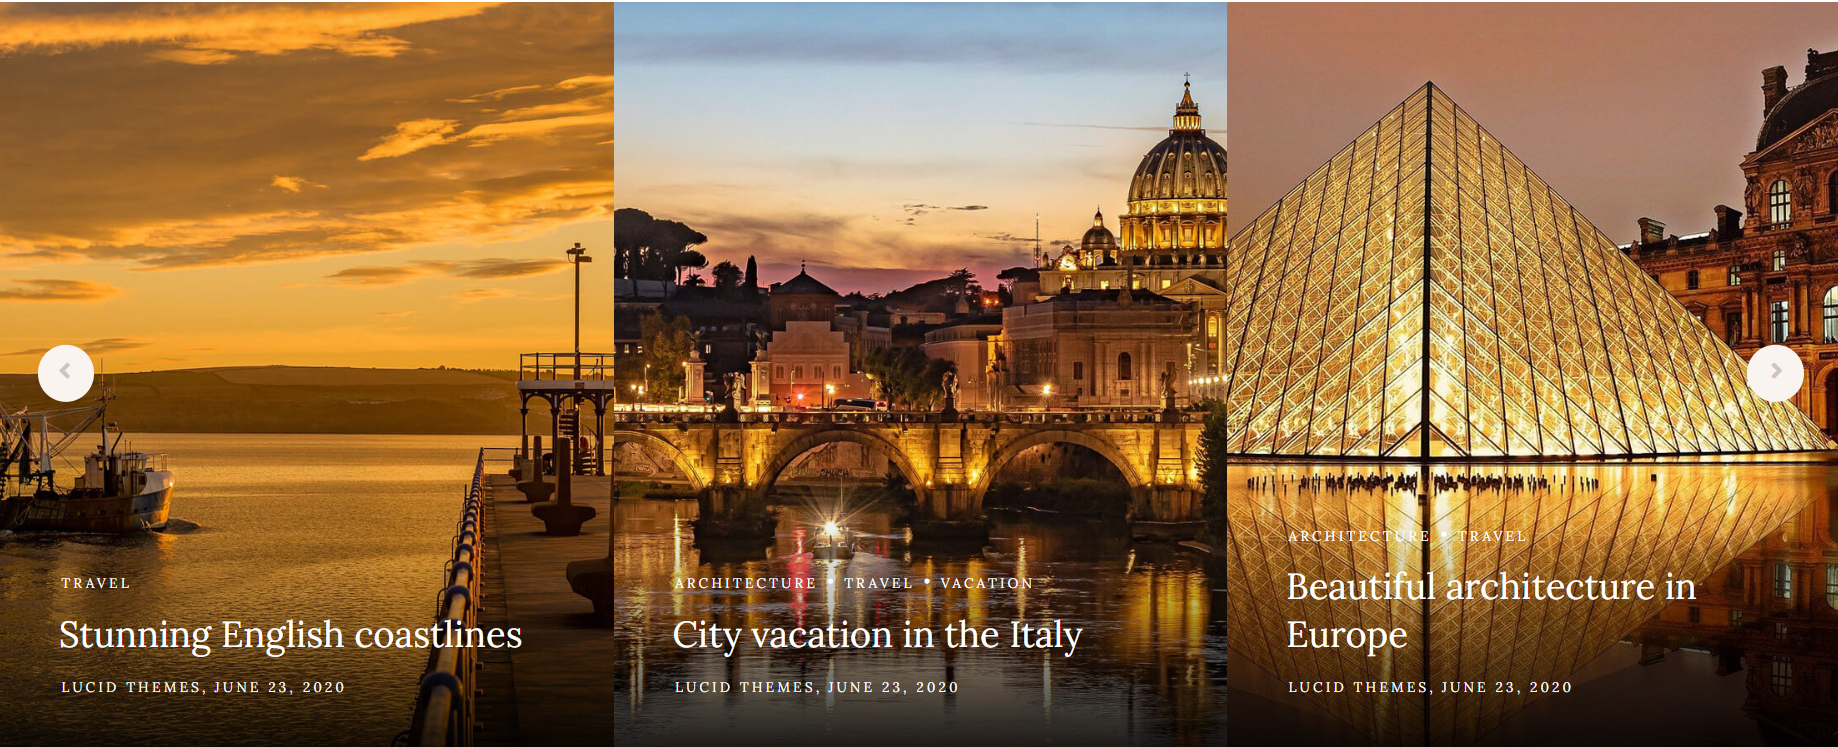 TRAVEL
Stunning English coastlines
LUCID THEMES, JUNE 23, 2020
ARCHITECTURE • TRAVEL • VACATION
City vacation in the Italy
LUCID THEMES, JUNE 23, 2020
ARCHITECTURE • TRAVEL
Beautiful architecture in
Europe
LUCID THEMES, JUNE 23, 2020